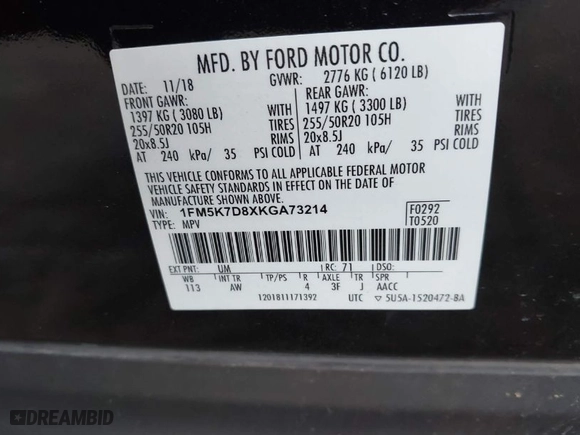 MFD. BY FORD MOTOR CO.
DATE: 11/18 GVWR: 2776 KG ( 6120 LB)
FRONT GAWR: REAR GAWR:
1397 KG ( 3080 LB) WITH 1497 KG ( 3300 LB) WITH
255/50R20 105H TIRES 255/50R20 105H TIRES
20x8.5J RIMS 20x8.5J RIMS
AT 240 kPa/ 35 PSI COLD AT 240 kPa/ 35 PSI COLD
THIS VEHICLE CONFORMS TO ALL APPLICABLE FEDERAL MOTOR
VEHICLE SAFETY STANDARDS IN EFFECT ON THE DATE OF
MANUFACTURE SHOWN ABOVE.
VIN: 1FM5K7D8XKGA73214 F0292
TYPE: MPV T0520
EXT PNT: UM RC: 71 DSO:
WB INT TR TP/PS R AXLE TR SPR
113 AW 4 3F J AACC
1201811171392 UTC ▽ 5U5A-1520472-BA
DREAMBID